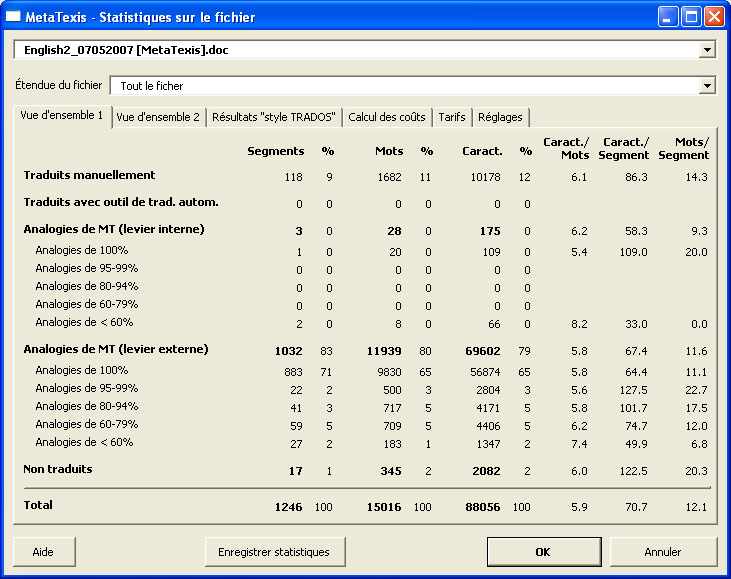 MetaTexis - Statistiques sur le fichier
English2_07052007 [MetaTexis].doc
Étendue du fichier Tout le ficher
Vue d'ensemble 1 Vue d'ensemble 2 Résultats "style TRADOS" Calcul des coûts Tarifs Réglages
Segments % Mots % Caract. % Caract./ Mots Caract./ Segment Mots/ Segment
Traduits manuellement 118 9 1682 11 10178 12 6.1 86.3 14.3
Traduits avec outil de trad. autom. 0 0 0 0 0 0
Analogies de MT (levier interne) 3 0 28 0 175 0 6.2 58.3 9.3
Analogies de 100% 1 0 20 0 109 0 5.4 109.0 20.0
Analogies de 95-99% 0 0 0 0 0 0
Analogies de 80-94% 0 0 0 0 0 0
Analogies de 60-79% 0 0 0 0 0 0
Analogies de < 60% 2 0 8 0 66 0 8.2 33.0 0.0
Analogies de MT (levier externe) 1032 83 11939 80 69602 79 5.8 67.4 11.6
Analogies de 100% 883 71 9830 65 56874 65 5.8 64.4 11.1
Analogies de 95-99% 22 2 500 3 2804 3 5.6 127.5 22.7
Analogies de 80-94% 41 3 717 5 4171 5 5.8 101.7 17.5
Analogies de 60-79% 59 5 709 5 4406 5 6.2 74.7 12.0
Analogies de < 60% 27 2 183 1 1347 2 7.4 49.9 6.8
Non traduits 17 1 345 2 2082 2 6.0 122.5 20.3
Total 1246 100 15016 100 88056 100 5.9 70.7 12.1
Aide Enregistrer statistiques OK Annuler